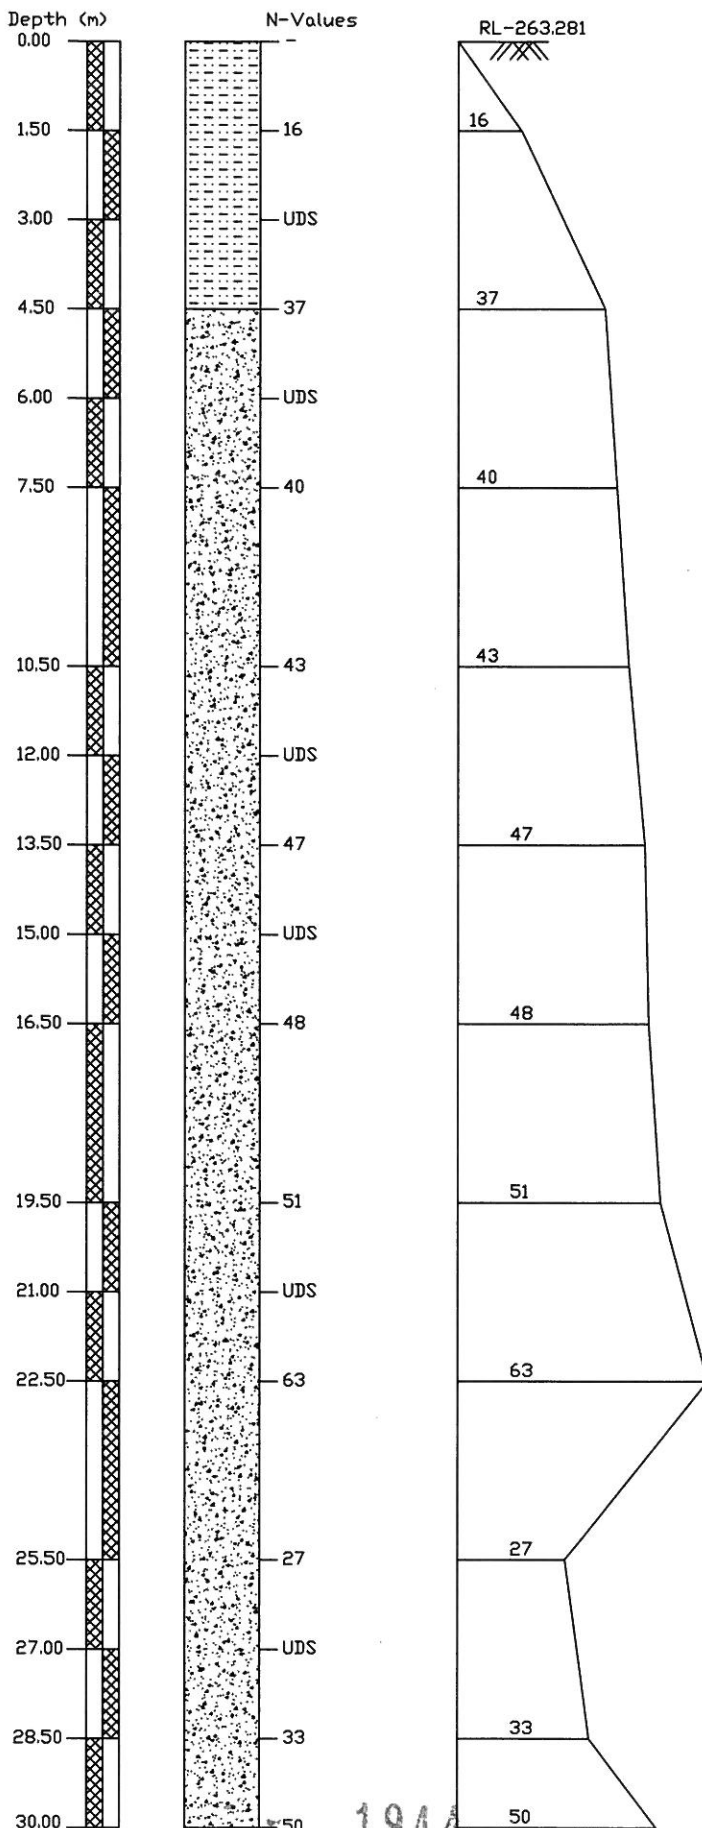 Depth (m) N-Values RL-263.281
0.00 -
1.50 16 16
3.00 UDS
4.50 37 37
6.00 UDS
7.50 40 40
10.50 43 43
12.00 UDS
13.50 47 47
15.00 UDS
16.50 48 48
19.50 51 51
21.00 UDS
22.50 63 63
25.50 27 27
27.00 UDS
28.50 33 33
30.00 50 50